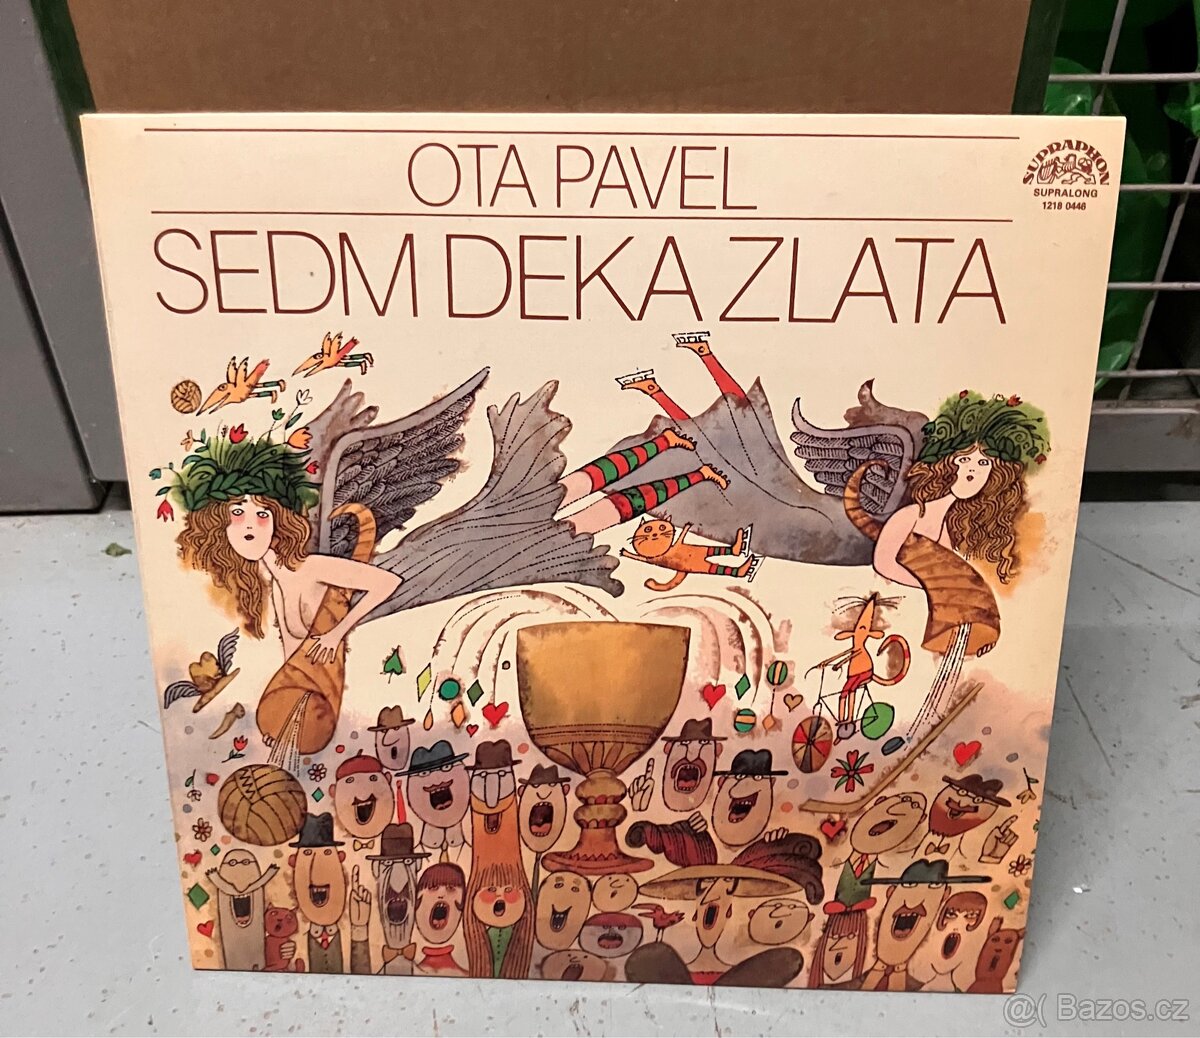 OTA PAVEL
SUPRAPHON
SUPRALONG
1218 0446
SEDM DEKA ZLATA
@( Bazos.cz